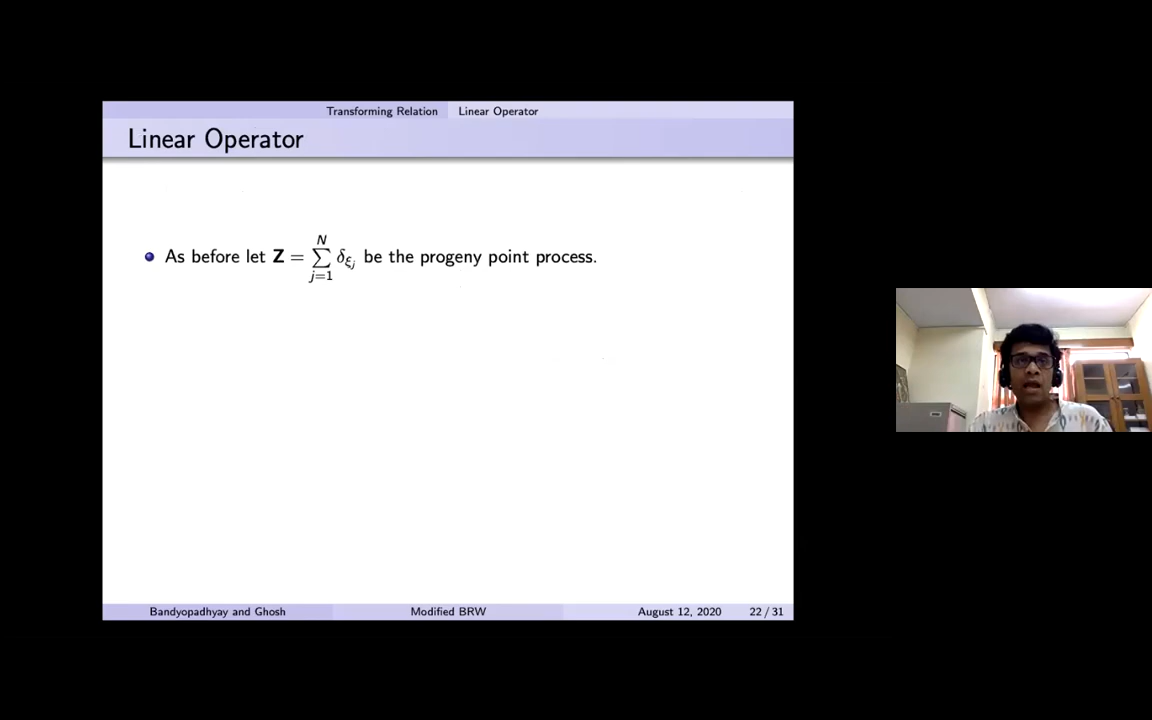 Transforming Relation Linear Operator
Linear Operator
As before let Z = \sum_{j=1}^{N} δ_{ξ_j} be the progeny point process.
Bandyopadhyay and Ghosh Modified BRW August 12, 2020 22 / 31